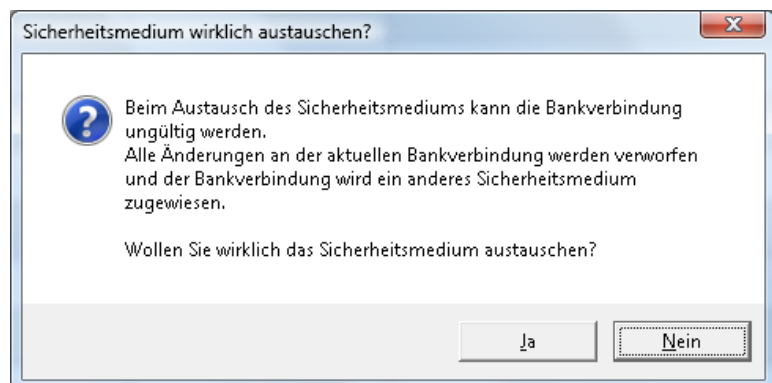 Sicherheitsmedium wirklich austauschen?
Beim Austausch des Sicherheitsmediums kann die Bankverbindung
ungültig werden.
Alle Änderungen an der aktuellen Bankverbindung werden verworfen
und der Bankverbindung wird ein anderes Sicherheitsmedium
zugewiesen.
Wollen Sie wirklich das Sicherheitsmedium austauschen?
Ja
Nein